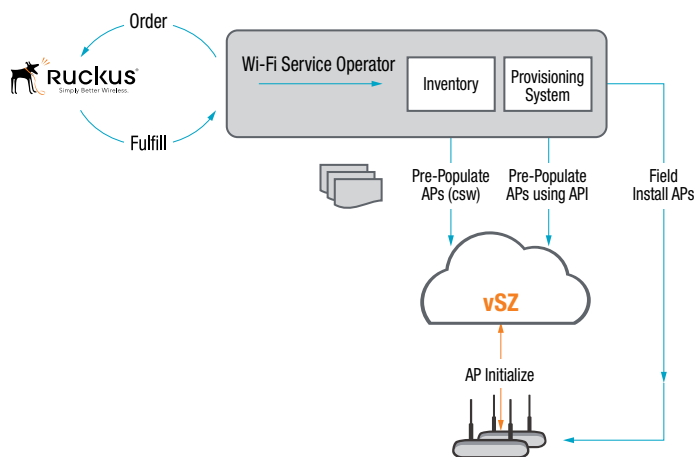 Order
RUCKUS
Simply Better Wireless.
Fulfill
Wi-Fi Service Operator
Inventory
Provisioning
System
Pre-Populate
APs (csw)
Pre-Populate
APs using API
Field
Install APs
vSZ
AP Initialize